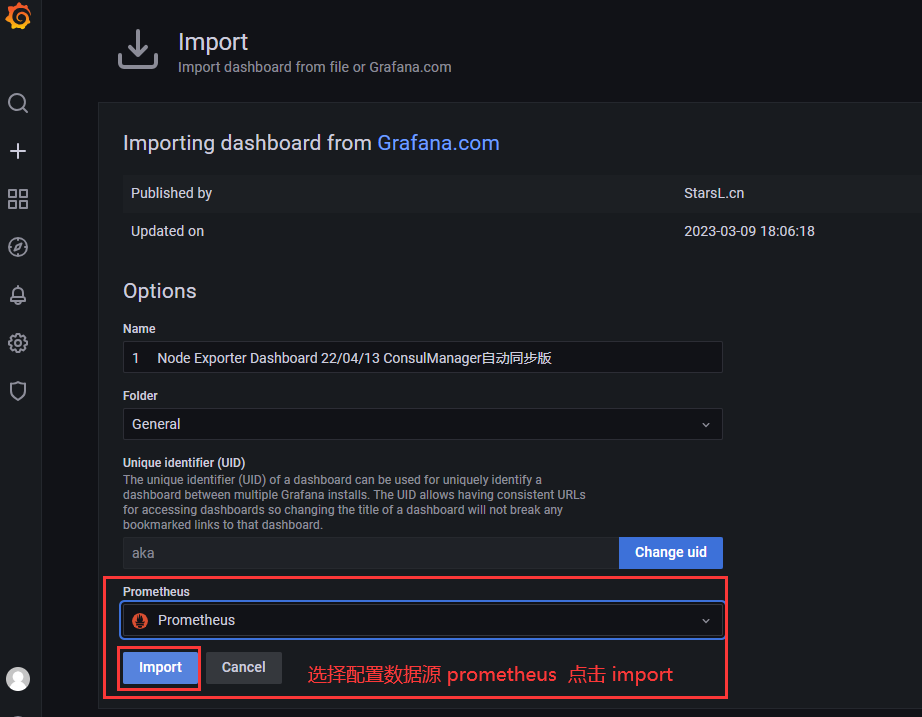 Import
Import dashboard from file or Grafana.com
Importing dashboard from Grafana.com
Published by StarsL.cn
Updated on 2023-03-09 18:06:18
Options
Name
1 Node Exporter Dashboard 22/04/13 ConsulManager自动同步版
Folder
General
Unique identifier (UID)
The unique identifier (UID) of a dashboard can be used for uniquely identify a
dashboard between multiple Grafana installs. The UID allows having consistent URLs
for accessing dashboards so changing the title of a dashboard will not break any
bookmarked links to that dashboard.
aka Change uid
Prometheus
Prometheus
Import Cancel 选择配置数据源 prometheus 点击 import